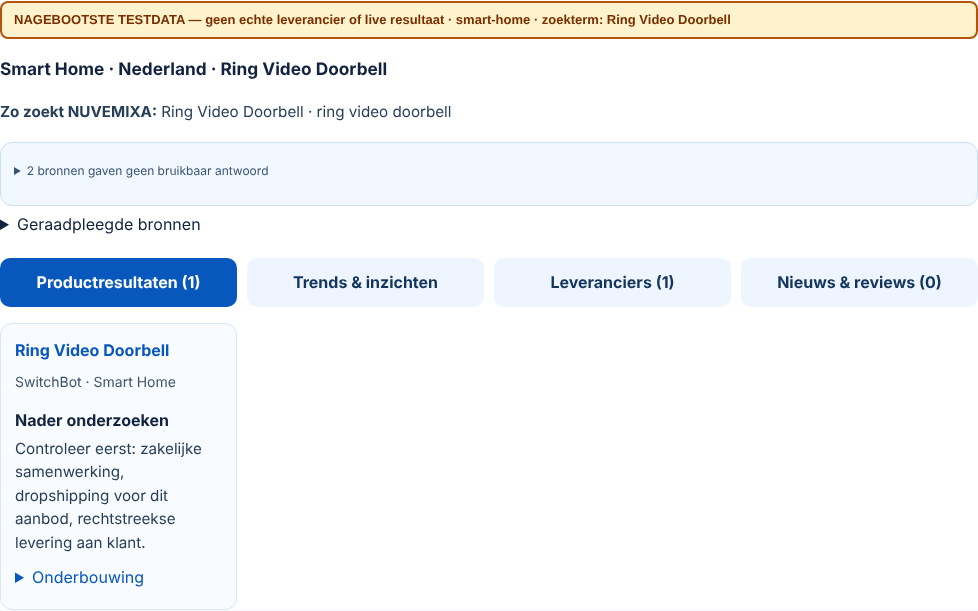 NAGEBOOTSTE TESTDATA — geen echte leverancier of live resultaat · smart-home · zoekterm: Ring Video Doorbell
Smart Home · Nederland · Ring Video Doorbell
Zo zoekt NUVEMIXA: Ring Video Doorbell · ring video doorbell
2 bronnen gaven geen bruikbaar antwoord
Geraadpleegde bronnen
Productresultaten (1)
Trends & inzichten
Leveranciers (1)
Nieuws & reviews (0)
Ring Video Doorbell
SwitchBot · Smart Home
Nader onderzoeken
Controleer eerst: zakelijke
samenwerking,
dropshipping voor dit
aanbod, rechtstreekse
levering aan klant.
Onderbouwing